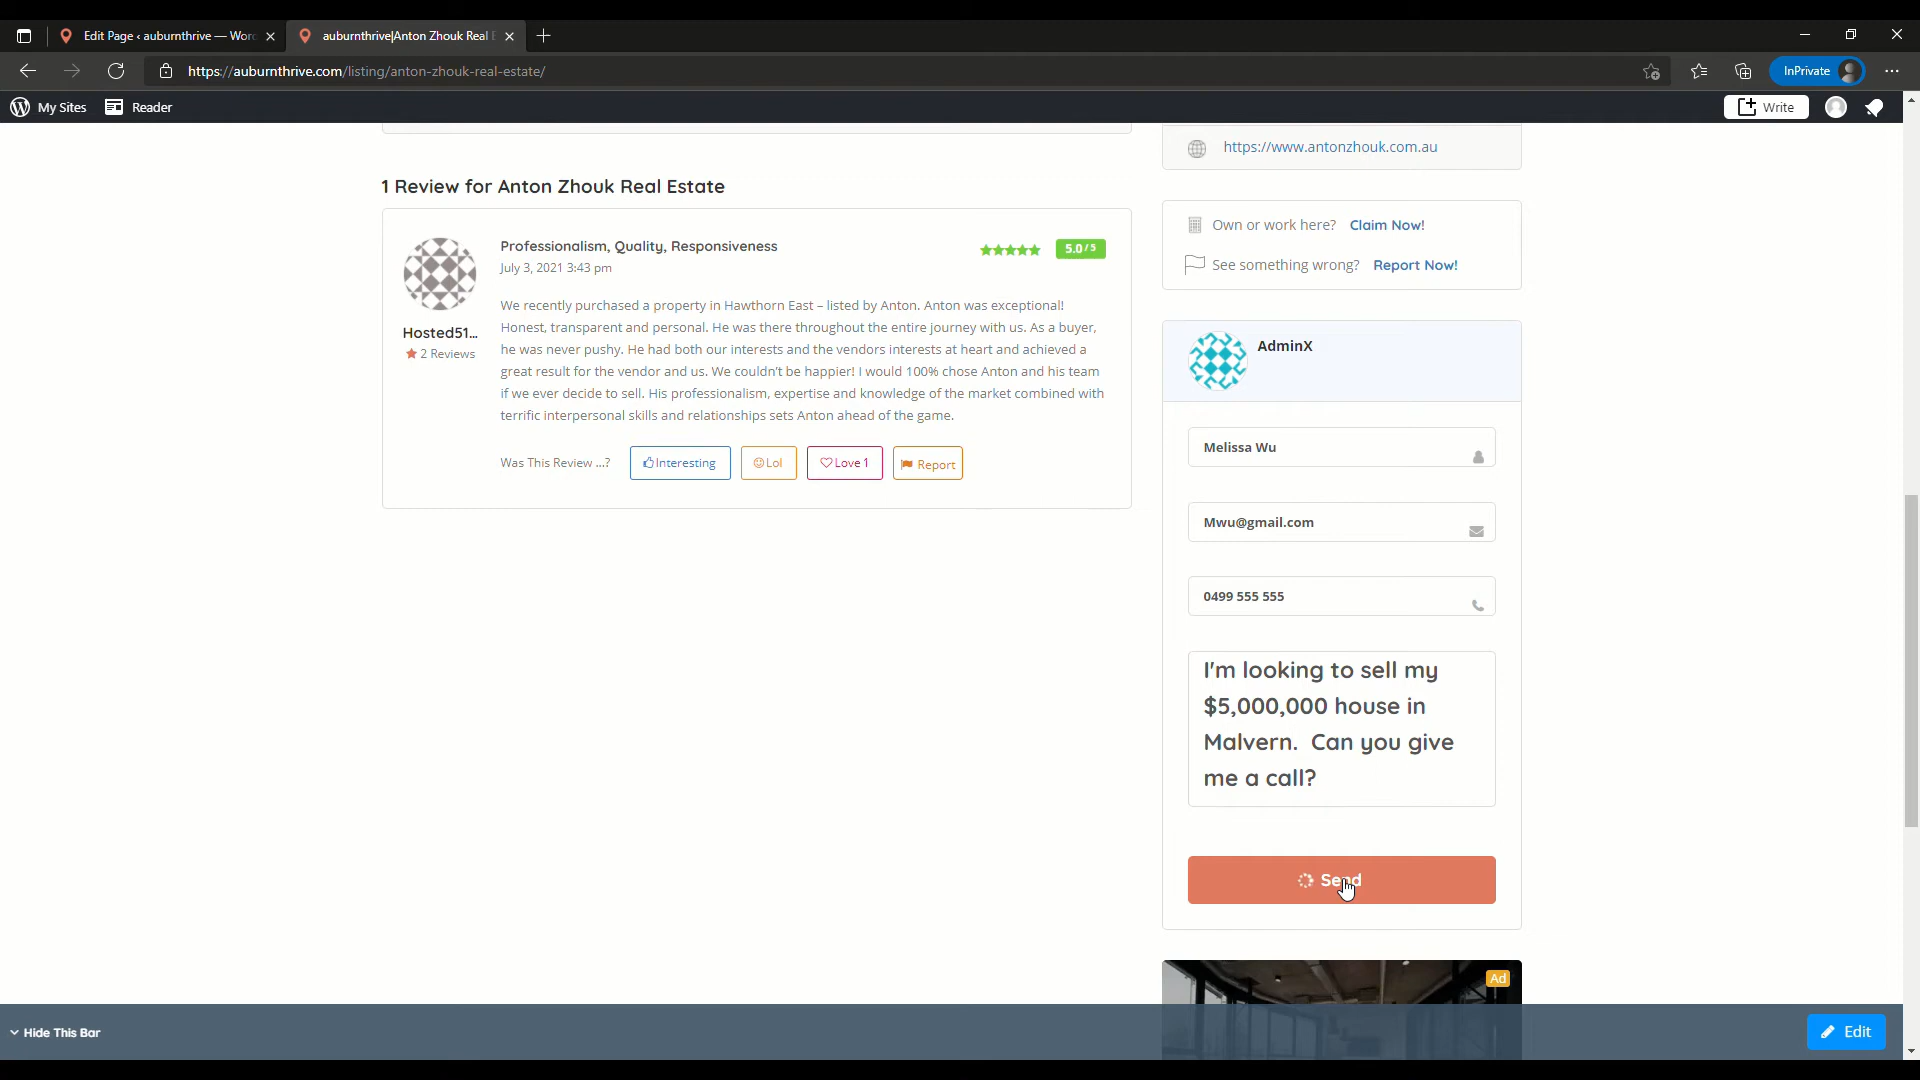 Edit Page ‹ auburnthrive — Wor
auburnthrive|Anton Zhouk Real E
https://auburnthrive.com/listing/anton-zhouk-real-estate/
InPrivate
My Sites
Reader
Write
https://www.antonzhouk.com.au
1 Review for Anton Zhouk Real Estate
Professionalism, Quality, Responsiveness
5.0/5
July 3, 2021 3:43 pm
We recently purchased a property in Hawthorn East – listed by Anton. Anton was exceptional!
Honest, transparent and personal. He was there throughout the entire journey with us. As a buyer,
he was never pushy. He had both our interests and the vendors interests at heart and achieved a
great result for the vendor and us. We couldn't be happier! I would 100% chose Anton and his team
if we ever decide to sell. His professionalism, expertise and knowledge of the market combined with
terrific interpersonal skills and relationships sets Anton ahead of the game.
Hosted51...
2 Reviews
Was This Review ...?
Interesting
Lol
Love 1
Report
Own or work here? Claim Now!
See something wrong? Report Now!
AdminX
Melissa Wu
Mwu@gmail.com
0499 555 555
I'm looking to sell my
$5,000,000 house in
Malvern.  Can you give
me a call?
Send
Ad
Hide This Bar
Edit